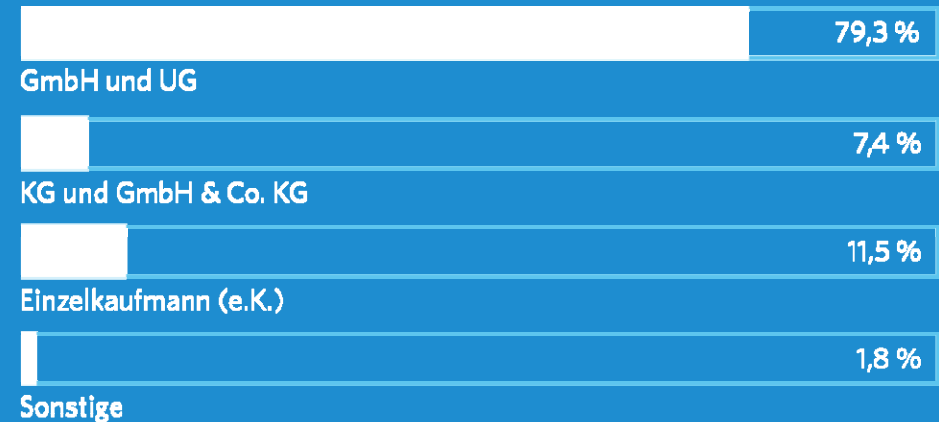 79,3 %
GmbH und UG
7,4 %
KG und GmbH & Co. KG
11,5 %
Einzelkaufmann (e.K.)
1,8 %
Sonstige